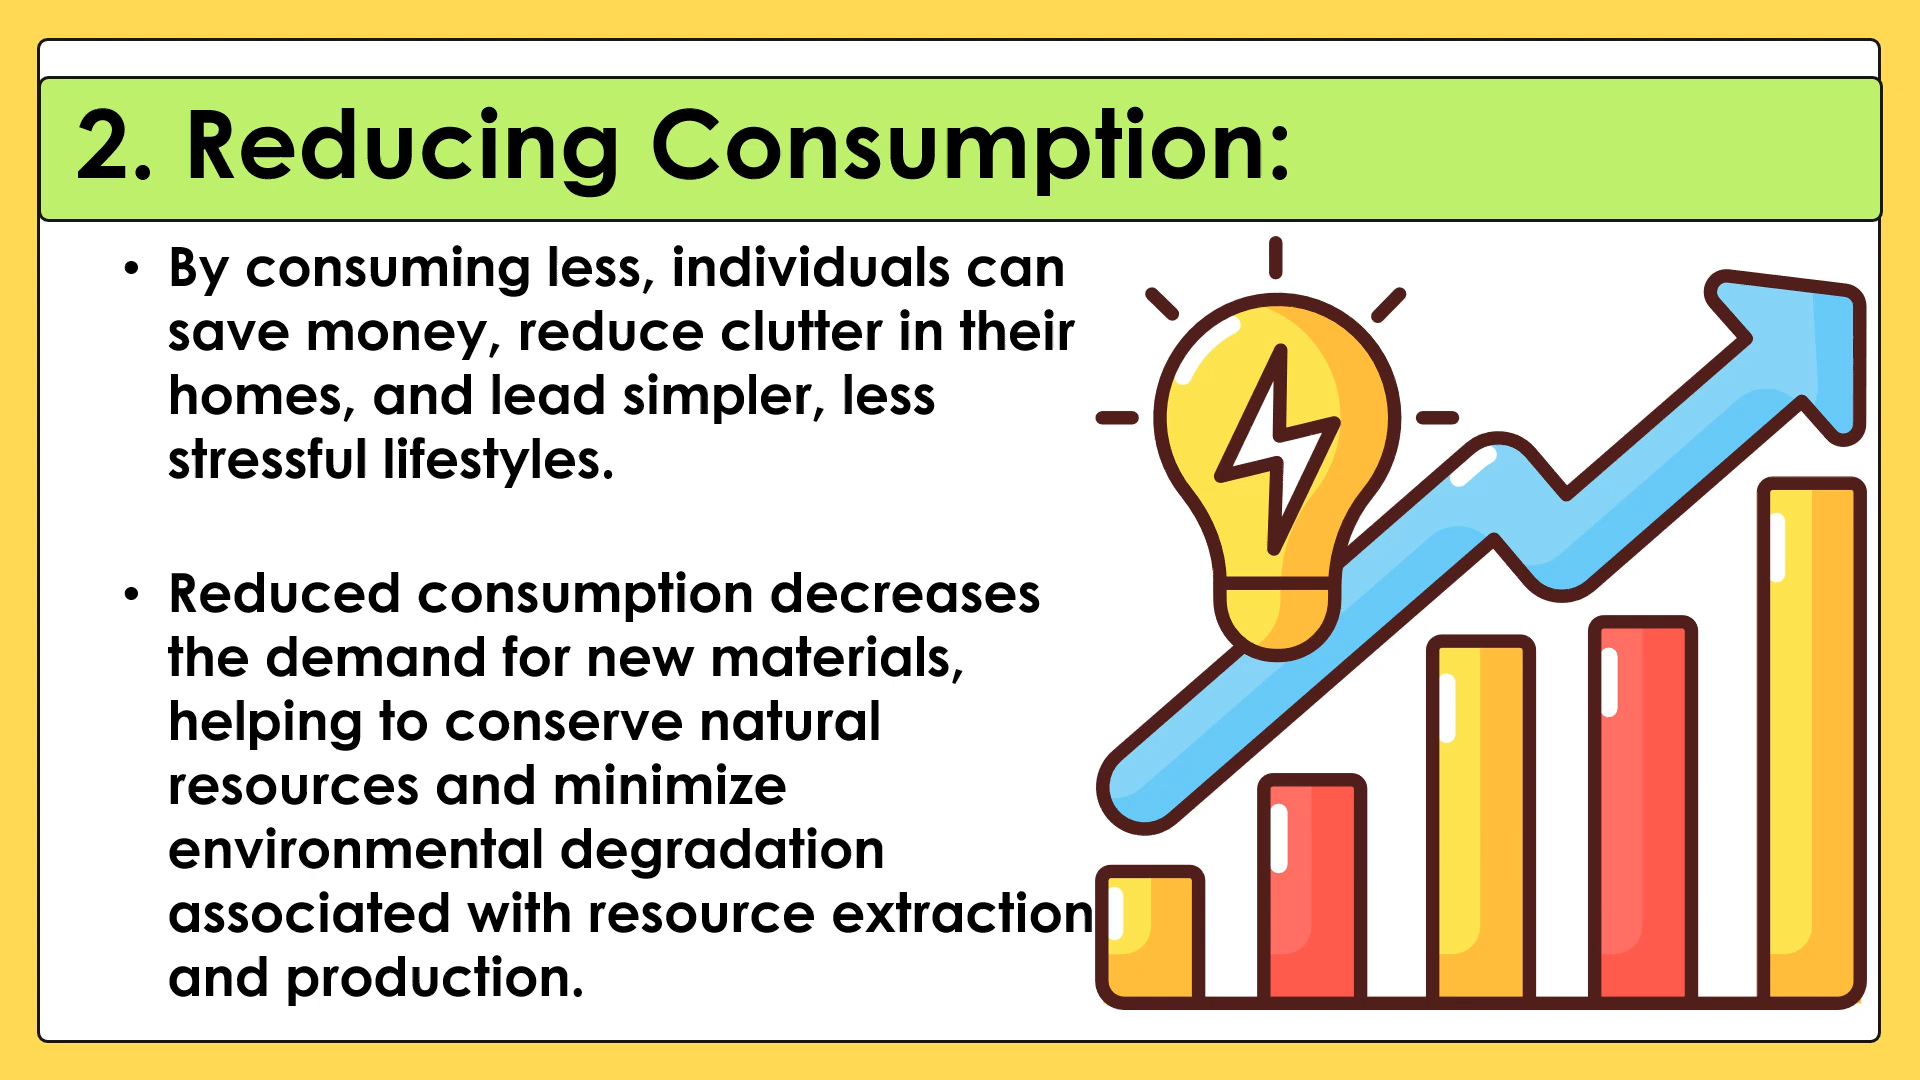 2. Reducing Consumption:
• By consuming less, individuals can
save money, reduce clutter in their
homes, and lead simpler, less
stressful lifestyles.
• Reduced consumption decreases
the demand for new materials,
helping to conserve natural
resources and minimize
environmental degradation
associated with resource extraction
and production.